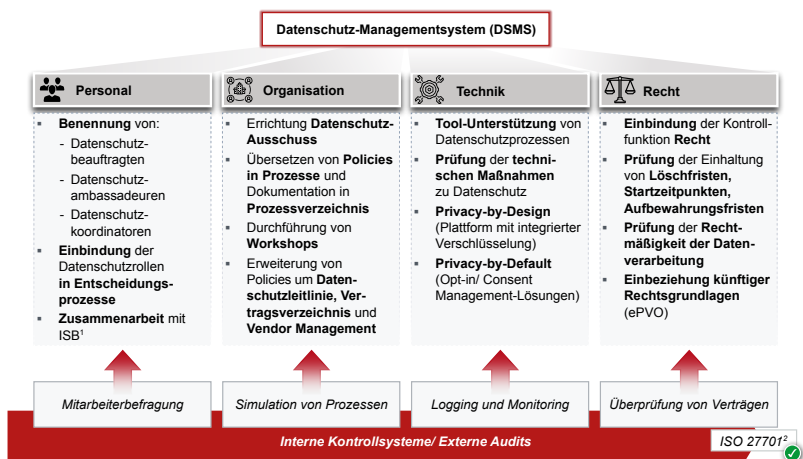 Datenschutz-Managementsystem (DSMS)
Personal
▪ Benennung von:
- Datenschutz-
beauftragten
- Datenschutz-
ambassadeuren
- Datenschutz-
koordinatoren
▪ Einbindung der
Datenschutzrollen
in Entscheidungs-
prozesse
▪ Zusammenarbeit mit
ISB¹
Organisation
▪ Errichtung Datenschutz-
Ausschuss
▪ Übersetzen von Policies
in Prozesse und
Dokumentation in
Prozessverzeichnis
▪ Durchführung von
Workshops
▪ Erweiterung von
Policies um Daten-
schutzleitlinie, Ver-
tragsverzeichnis und
Vendor Management
Technik
▪ Tool-Unterstützung von
Datenschutzprozessen
▪ Prüfung der techni-
schen Maßnahmen
zu Datenschutz
▪ Privacy-by-Design
(Plattform mit integrierter
Verschlüsselung)
▪ Privacy-by-Default
(Opt-in/ Consent
Management-Lösungen)
Recht
▪ Einbindung der Kontroll-
funktion Recht
▪ Prüfung der Einhaltung
von Löschfristen,
Startzeitpunkten,
Aufbewahrungsfristen
▪ Prüfung der Recht-
mäßigkeit der Daten-
verarbeitung
▪ Einbeziehung künftiger
Rechtsgrundlagen
(ePVO)
Mitarbeiterbefragung
Simulation von Prozessen
Logging und Monitoring
Überprüfung von Verträgen
Interne Kontrollsysteme/ Externe Audits
ISO 27701²